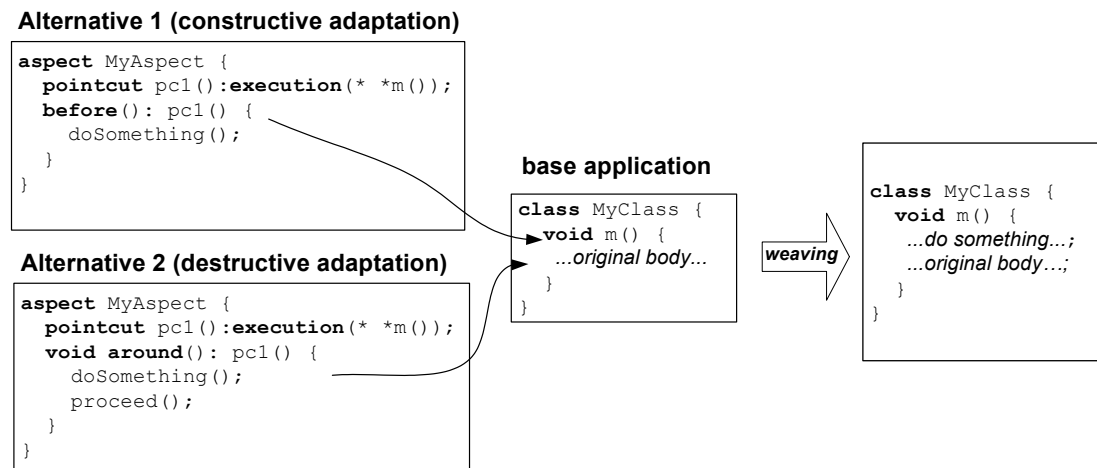 Alternative 1 (constructive adaptation)
aspect MyAspect {
pointcut pc1():execution(* *m());
before(): pc1() {
doSomething();
}
}
Alternative 2 (destructive adaptation)
aspect MyAspect {
pointcut pc1():execution(* *m());
void around(): pc1() {
doSomething();
proceed();
}
}
base application
class MyClass {
void m() {
...original body...
}
}
weaving
class MyClass {
void m() {
...do something...;
...original body...;
}
}